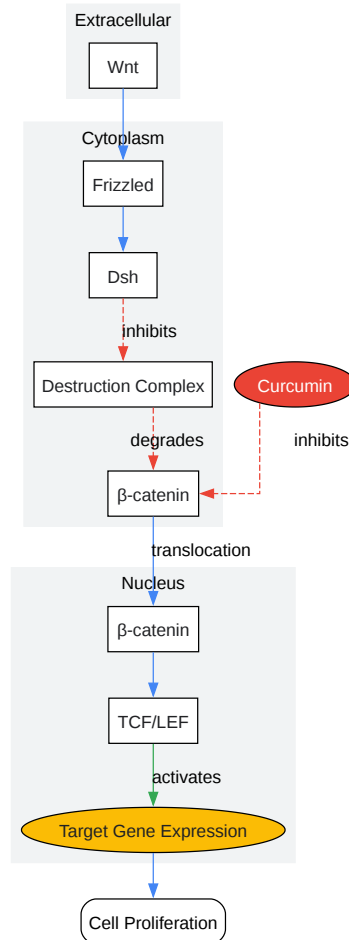 Extracellular
Wnt
Cytoplasm
Frizzled
Dsh
inhibits
Destruction Complex
Curcumin
degrades
inhibits
β-catenin
translocation
Nucleus
β-catenin
TCF/LEF
activates
Target Gene Expression
Cell Proliferation